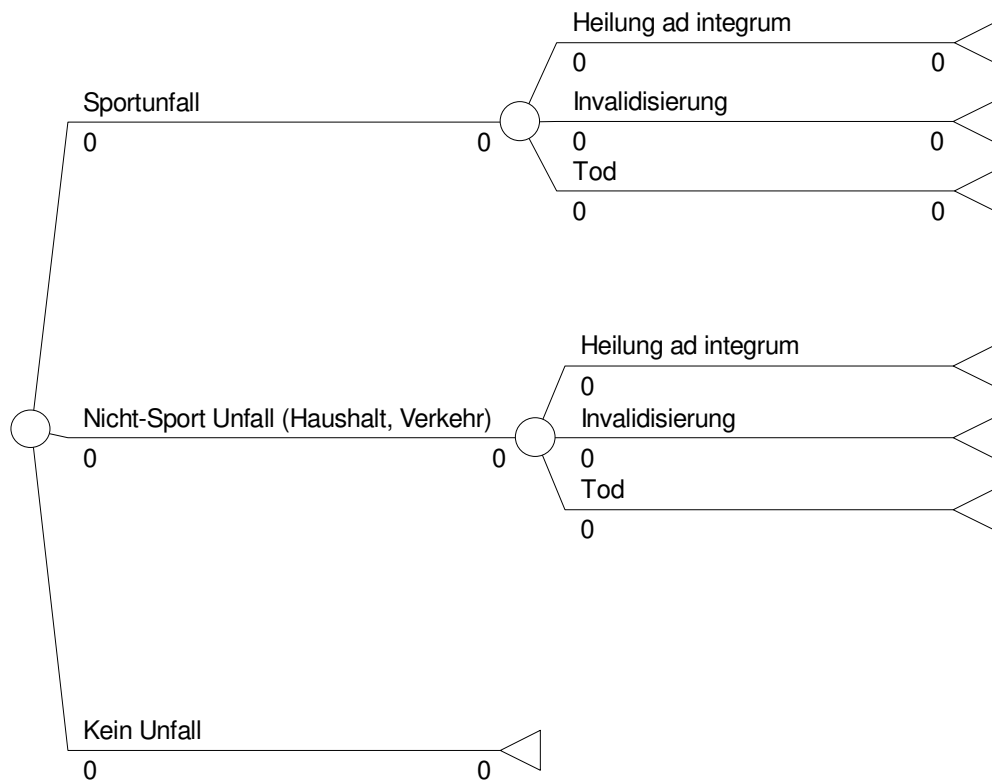 Heilung ad integrum
0 0
Sportunfall
Invalidisierung
0 0
0 0
Tod
0 0
Heilung ad integrum
0
Nicht-Sport Unfall (Haushalt, Verkehr)
Invalidisierung
0 0
0
Tod
0
Kein Unfall
0 0